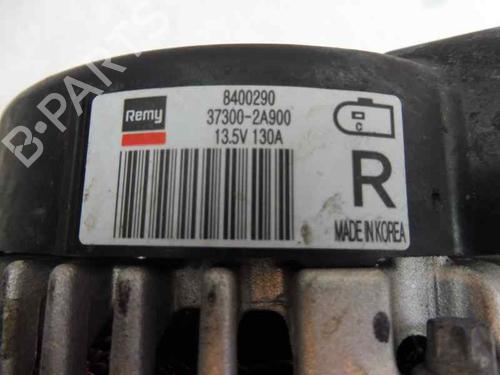 Remy
8400290
37300-2A900
13.5V 130A
C
R
MADE IN KOREA
B-PARTS